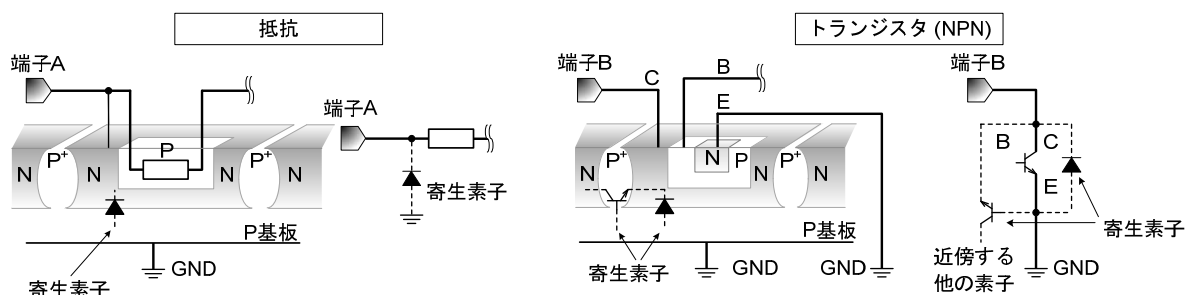 抵抗
トランジスタ (NPN)
端子A
端子A
N
P+
N
P
N
P+
N
寄生素子
P基板
GND
寄生素子
端子B
C
B
E
N
P+
N
N
P
N
P+
N
P基板
寄生素子
GND
GND
端子B
B
C
E
寄生素子
近傍する
他の素子
GND